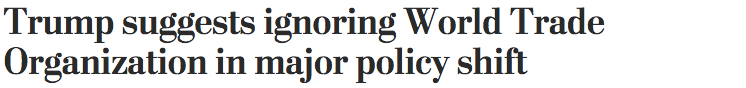 Trump suggests ignoring World Trade
Organization in major policy shift